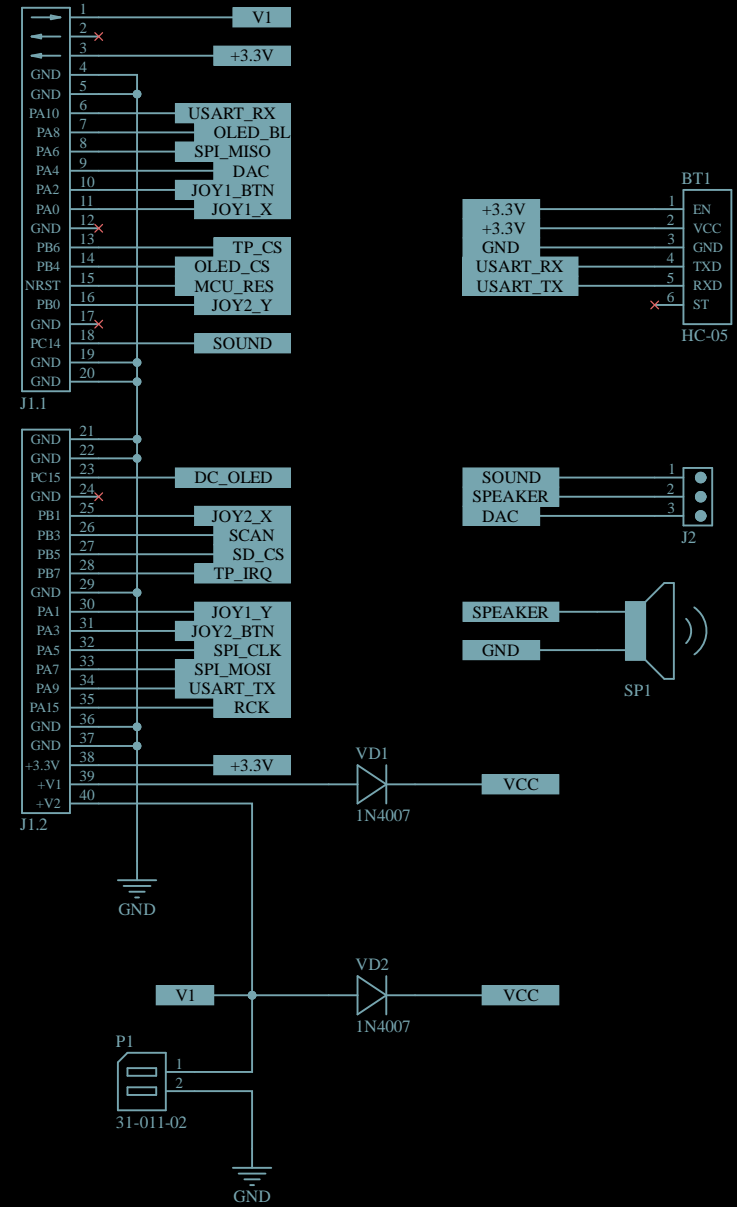 1 V1
2
3 +3.3V
GND 4
GND 5
PA10 6 USART_RX
PA8 7 OLED_BL
PA6 8 SPI_MISO
PA4 9 DAC
PA2 10 JOY1_BTN
PA0 11 JOY1_X
GND 12
PB6 13 TP_CS
PB4 14 OLED_CS
NRST 15 MCU_RES
PB0 16 JOY2_Y
GND 17
PC14 18 SOUND
GND 19
GND 20
J1.1
GND 21
GND 22
PC15 23 DC_OLED
GND 24
PB1 25 JOY2_X
PB3 26 SCAN
PB5 27 SD_CS
PB7 28 TP_IRQ
GND 29
PA1 30 JOY1_Y
PA3 31 JOY2_BTN
PA5 32 SPI_CLK
PA7 33 SPI_MOSI
PA9 34 USART_TX
PA15 35 RCK
GND 36
GND 37
+3.3V 38 +3.3V
+V1 39
+V2 40
J1.2
GND
BT1
+3.3V 1 EN
+3.3V 2 VCC
GND 3 GND
USART_RX 4 TXD
USART_TX 5 RXD
6 ST
HC-05
SOUND 1
SPEAKER 2
DAC 3
J2
SPEAKER
GND
SP1
VD1
VCC
1N4007
VD2
V1 VCC
1N4007
P1
1
2
31-011-02
GND